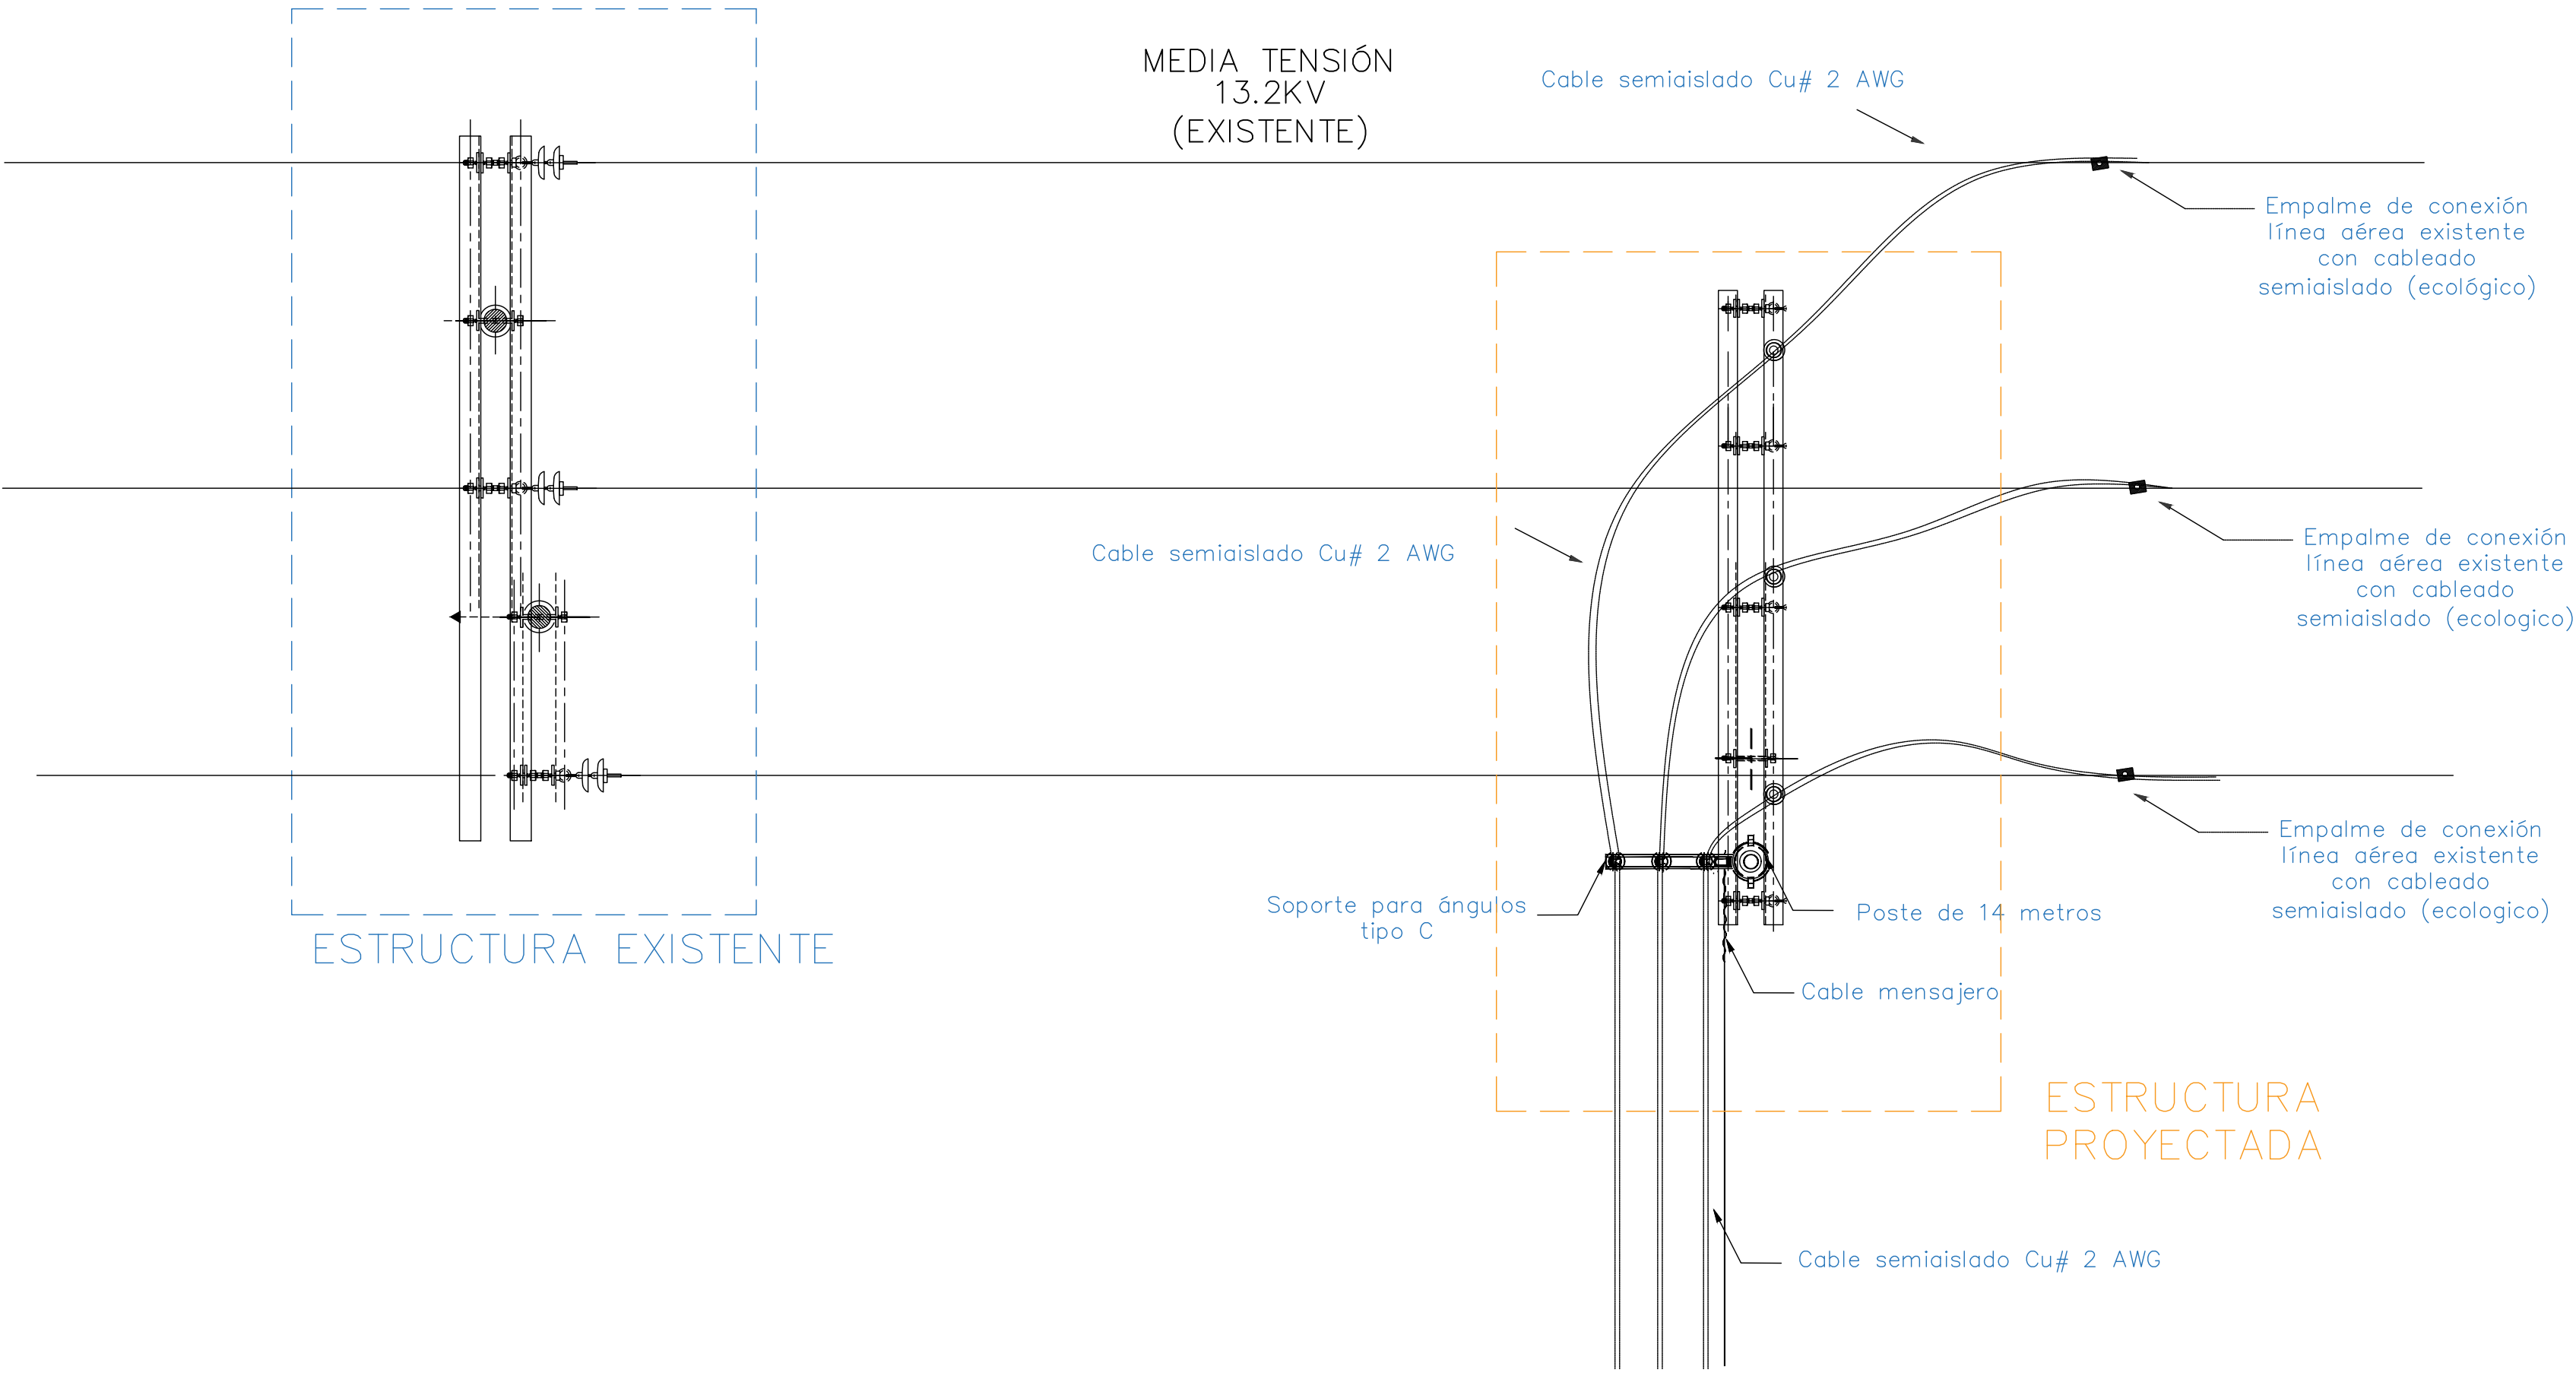 MEDIA TENSIÓN
13.2KV
(EXISTENTE)
Cable semiaislado Cu# 2 AWG
Empalme de conexión
línea aérea existente
con cableado
semiaislado (ecológico)
Cable semiaislado Cu# 2 AWG
Empalme de conexión
línea aérea existente
con cableado
semiaislado (ecologico)
Empalme de conexión
línea aérea existente
con cableado
semiaislado (ecologico)
Soporte para ángulos
tipo C
Poste de 14 metros
ESTRUCTURA EXISTENTE
Cable mensajero
ESTRUCTURA
PROYECTADA
Cable semiaislado Cu# 2 AWG